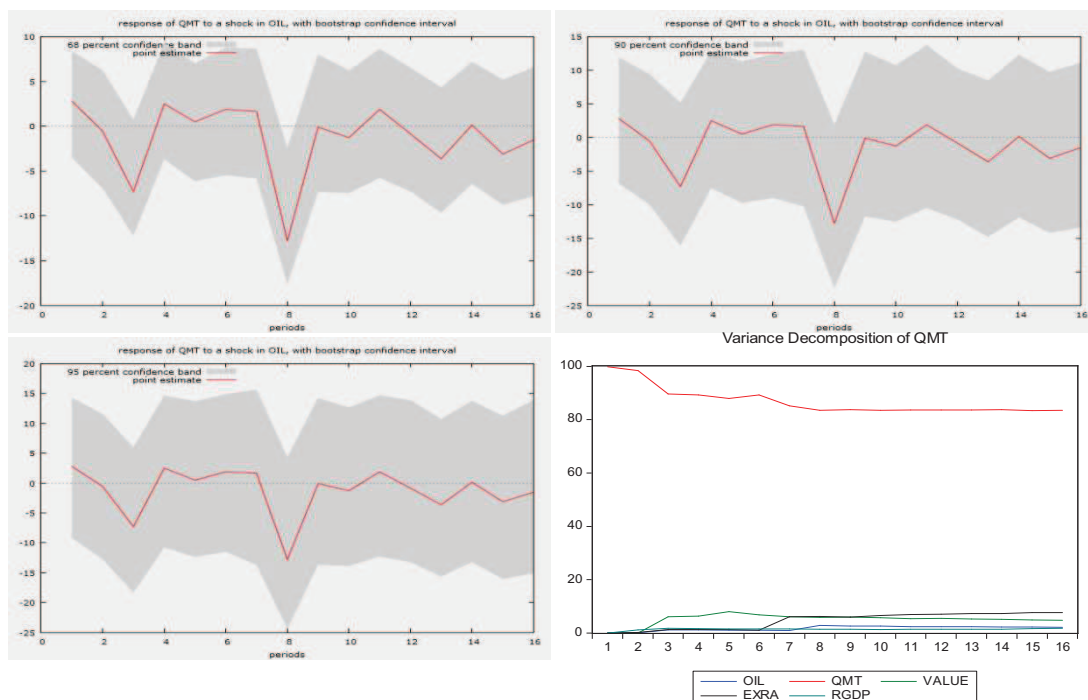 response of QMT to a shock in OIL, with bootstrap confidence interval
68 percent confidence band
point estimate
10
5
0
-5
-10
-15
-20
0 2 4 6 8 10 12 14 16
periods
response of QMT to a shock in OIL, with bootstrap confidence interval
90 percent confidence band
point estimate
15
10
5
0
-5
-10
-15
-20
-25
0 2 4 6 8 10 12 14 16
periods
response of QMT to a shock in OIL, with bootstrap confidence interval
95 percent confidence band
point estimate
20
15
10
5
0
-5
-10
-15
-20
-25
0 2 4 6 8 10 12 14 16
periods
Variance Decomposition of QMT
100
80
60
40
20
0
1 2 3 4 5 6 7 8 9 10 11 12 13 14 15 16
OIL QMT VALUE
EXRA RGDP